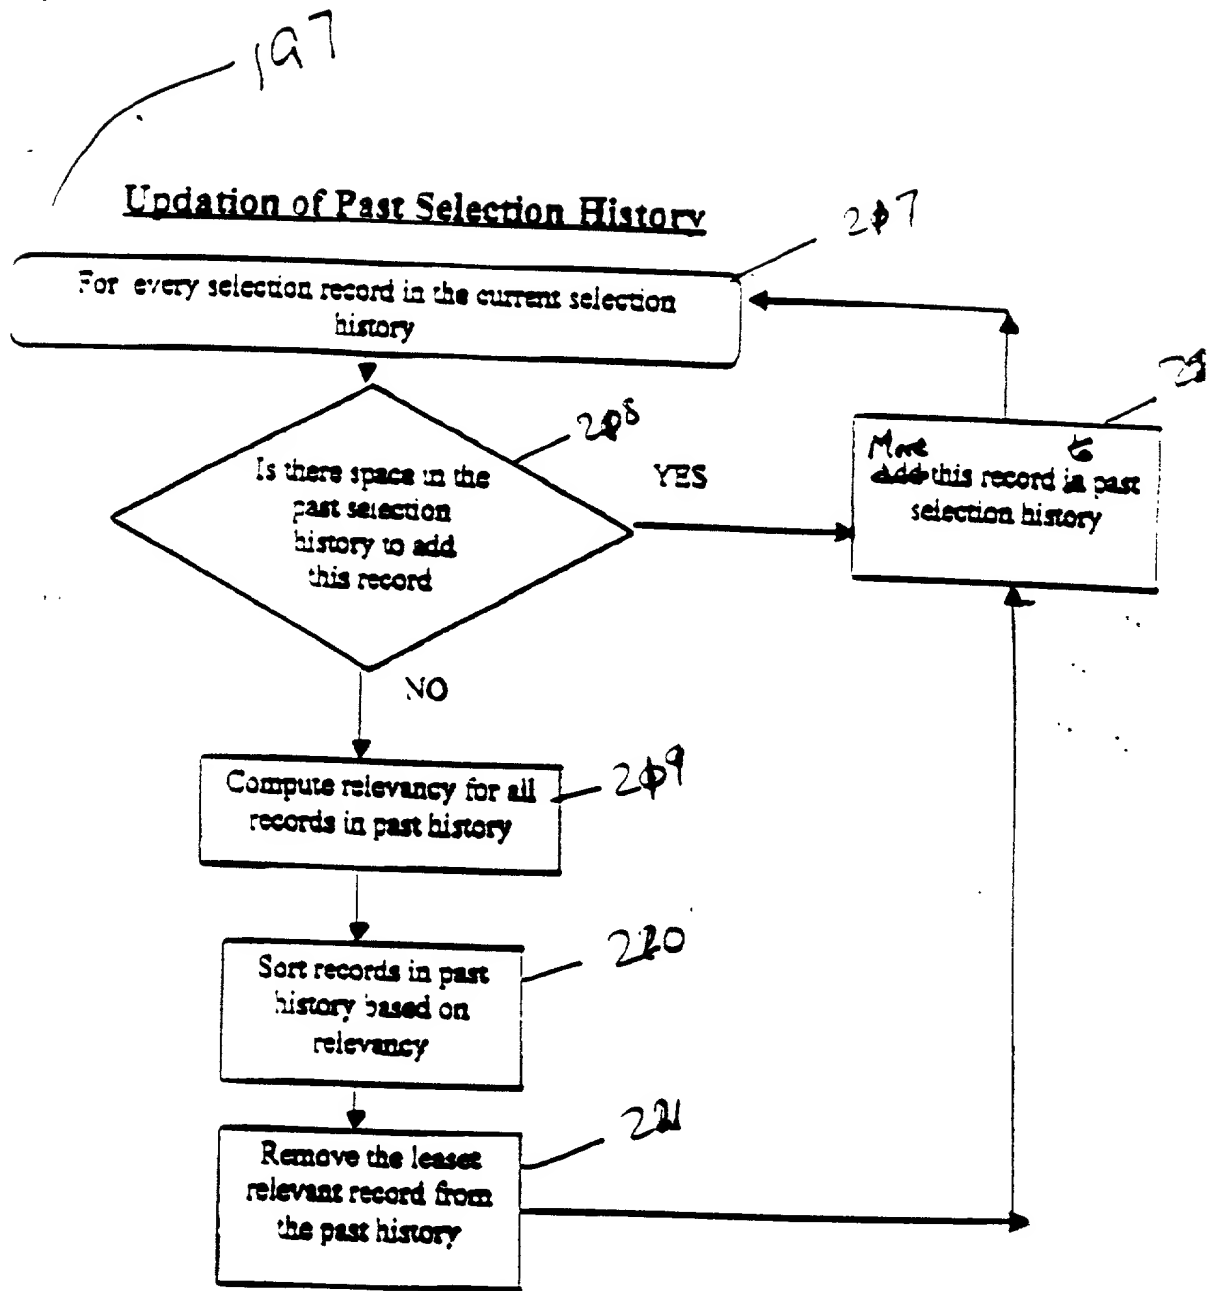 197
Updation of Past Selection History
207
For every selection record in the current selection
history
208
Is there space in the
past selection
history to add
this record
YES
Move to
Add this record in past
selection history
NO
209
Compute relevancy for all
records in past history
220
Sort records in past
history based on
relevancy
221
Remove the leaset
relevant record from
the past history